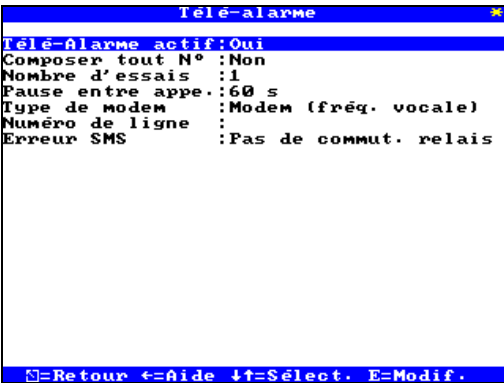 Télé-alarme *
Télé-Alarme actif:Oui
Composer tout N° :Non
Nombre d'essais :1
Pause entre appe.:60 s
Type de modem :Modem (fréq. vocale)
Numéro de ligne :
Erreur SMS :Pas de commut. relais
=Retour ←=Aide ↓↑=Sélect. E=Modif.